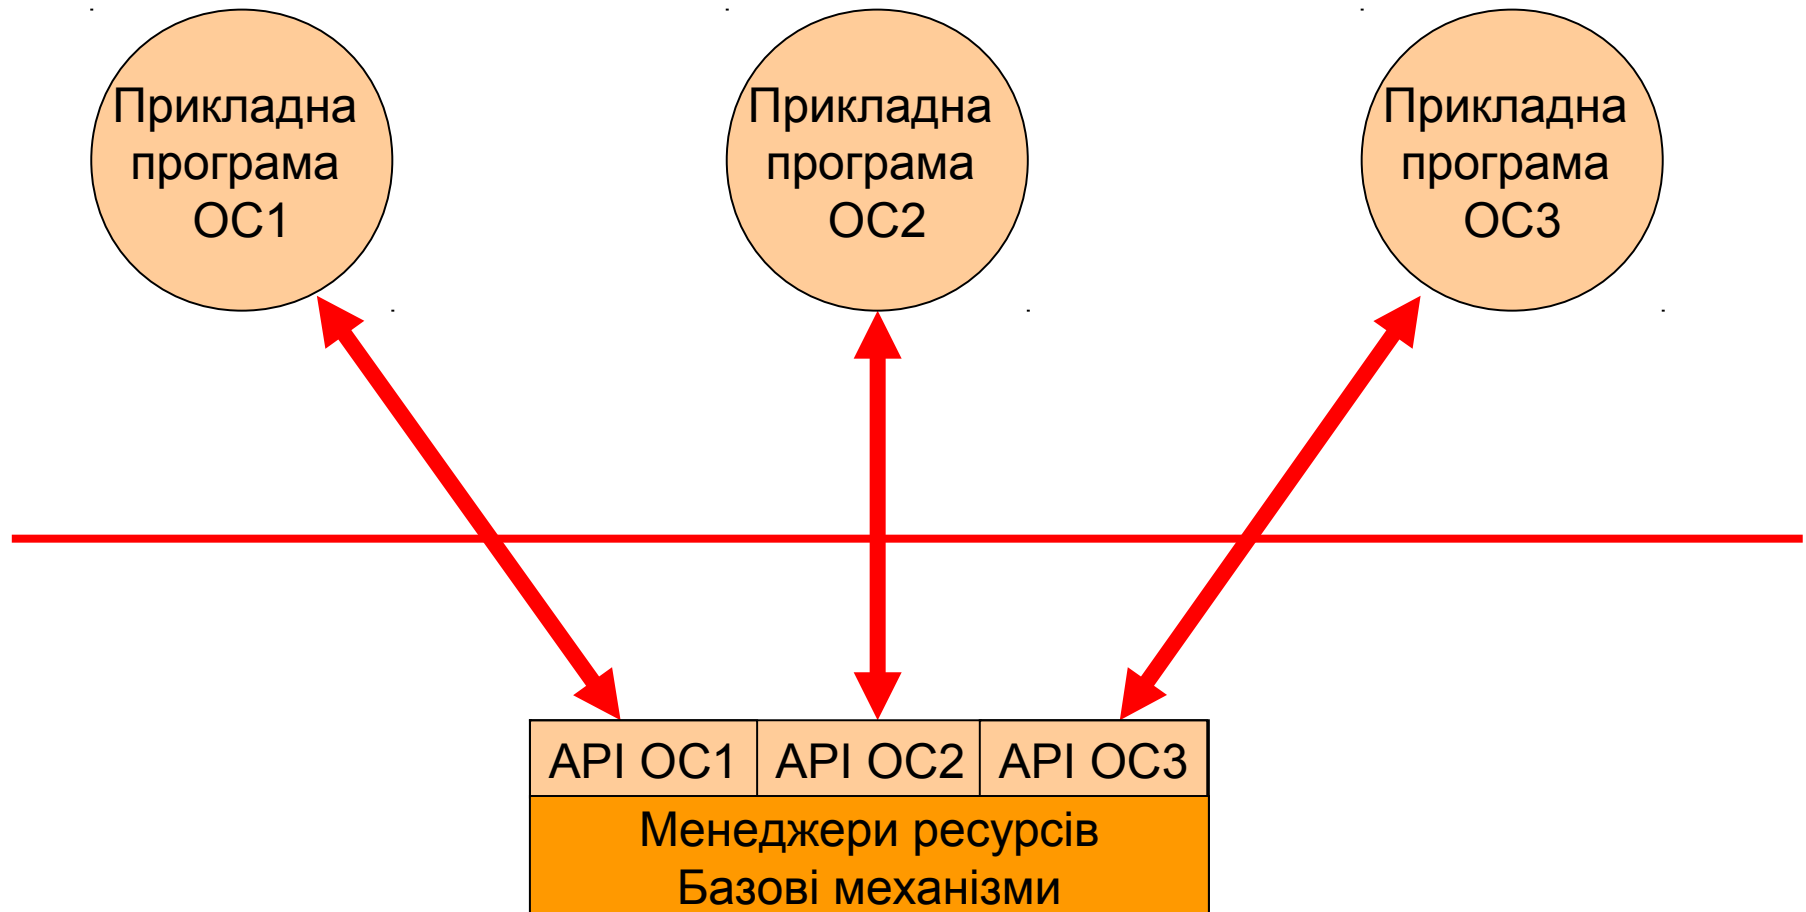 Прикладна
програма
ОС1
Прикладна
програма
ОС2
Прикладна
програма
ОС3
API ОС1
API ОС2
API ОС3
Менеджери ресурсів
Базові механізми